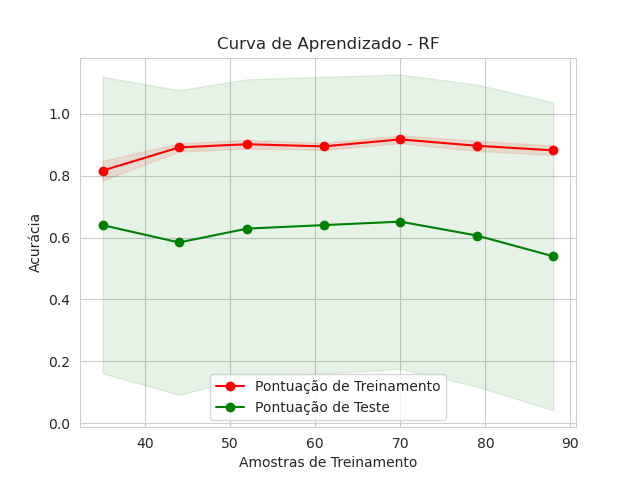 Curva de Aprendizado - RF
Acurácia
1.0
0.8
0.6
0.4
0.2
0.0
Pontuação de Treinamento
Pontuação de Teste
40 50 60 70 80 90
Amostras de Treinamento